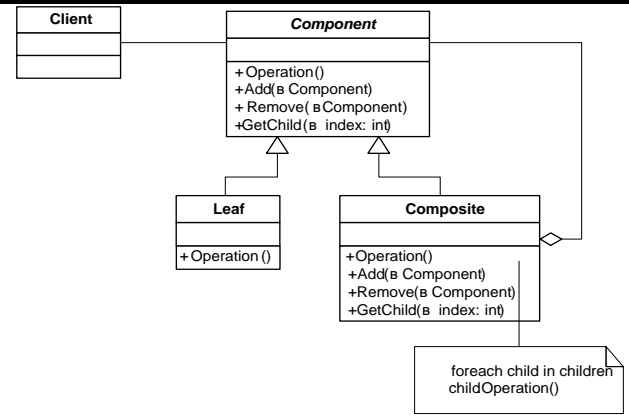 Client
Component
+ Operation()
+Add(в Component)
+ Remove( вComponent)
+GetChild(в index: int)
Leaf
+ Operation ()
Composite
+Operation()
+Add(в Component)
+Remove(в Component)
+GetChild(в index: int)
foreach child in children
childOperation()